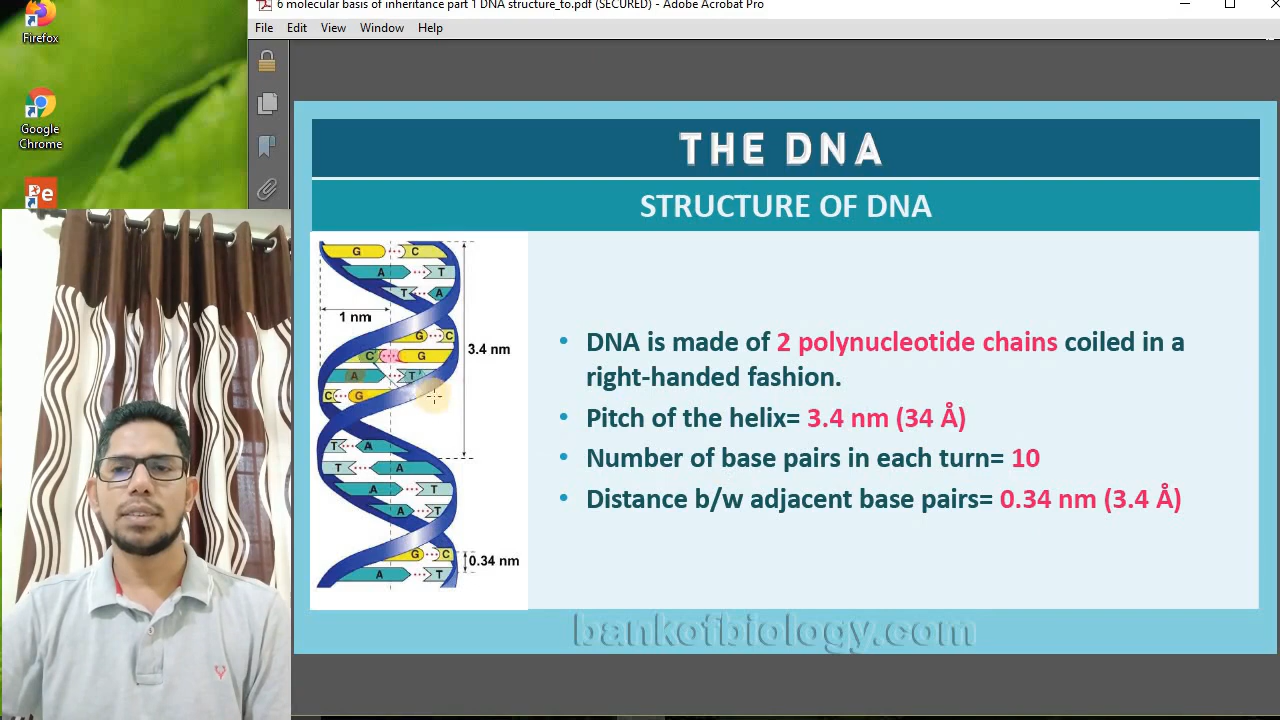 6 molecular basis of inheritance part 1 DNA structure_to.pdf (SECURED) - Adobe Acrobat Pro
File Edit View Window Help
Firefox
Google
Chrome
Pe
THE DNA
STRUCTURE OF DNA
G C
A T
T A
1 nm
G C
C G
3.4 nm
A T
C G
T A
T A
A T
A T
G C
0.34 nm
A T
• DNA is made of 2 polynucleotide chains coiled in a
right-handed fashion.
• Pitch of the helix= 3.4 nm (34 Å)
• Number of base pairs in each turn= 10
• Distance b/w adjacent base pairs= 0.34 nm (3.4 Å)
bankofbiology.com